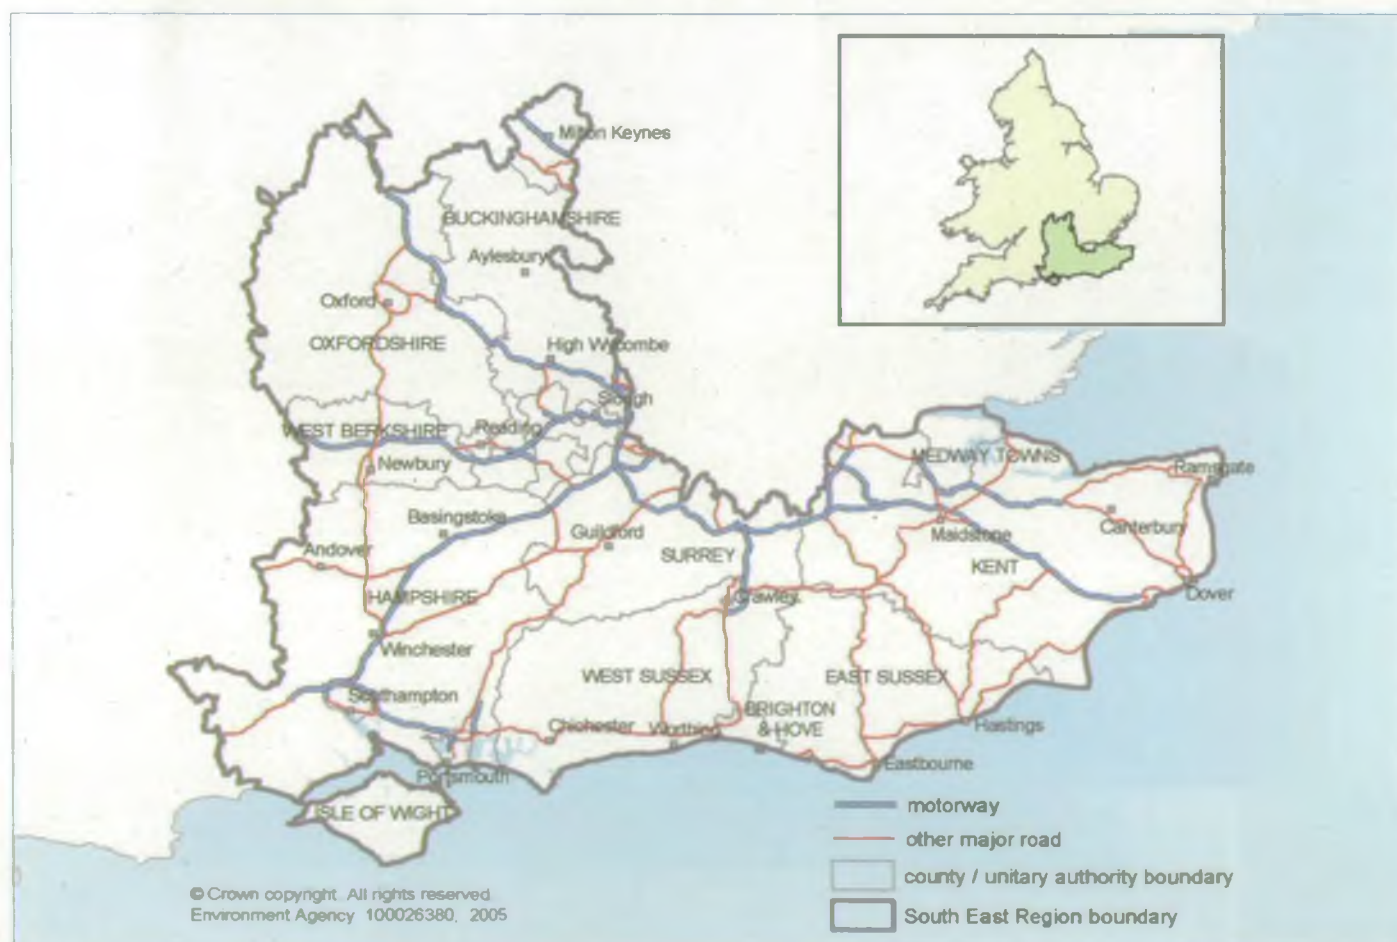 Milton Keynes
BUCKINGHAMSHIRE
Aylesbury
Oxford
OXFORDSHIRE
High Wycombe
Slough
WEST BERKSHIRE
Reading
Newbury
MEDWAY TOWNS
Ramsgate
Basingstoke
Guildford
Canterbury
Maidstone
Andover
SURREY
KENT
HAMPSHIRE
Crawley
Dover
Winchester
WEST SUSSEX
EAST SUSSEX
Southampton
BRIGHTON
& HOVE
Chichester
Worthing
Hastings
Eastbourne
Portsmouth
ISLE OF WIGHT
motorway
other major road
county / unitary authority boundary
South East Region boundary
© Crown copyright. All rights reserved.
Environment Agency 100026380, 2005